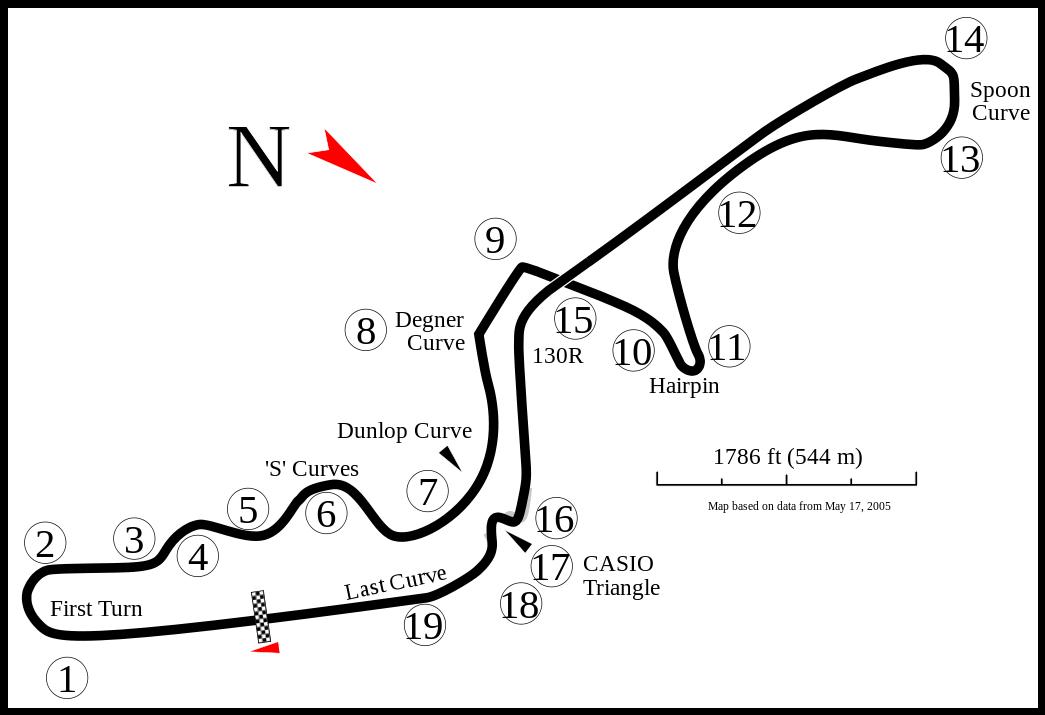 14
Spoon
Curve
13
N
12
9
8
Degner
Curve
15
130R
10
11
Hairpin
Dunlop Curve
'S' Curves
7
5
6
1786 ft (544 m)
Map based on data from May 17, 2005
2
3
4
16
17
CASIO
Triangle
18
Last Curve
19
First Turn
1